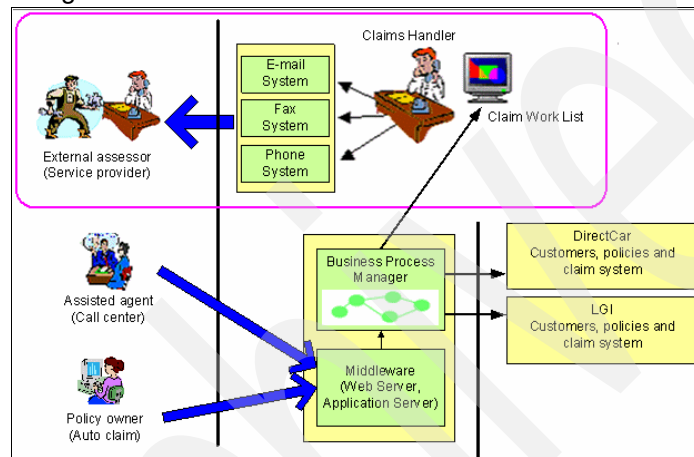 Claims Handler
E-mail
System
Fax
System
Phone
System
Claim Work List
External assessor
(Service provider)
Assisted agent
(Call center)
Policy owner
(Auto claim)
Business Process
Manager
Middleware
(Web Server,
Application Server)
DirectCar
Customers, policies and
claim system
LGI
Customers, policies and
claim system